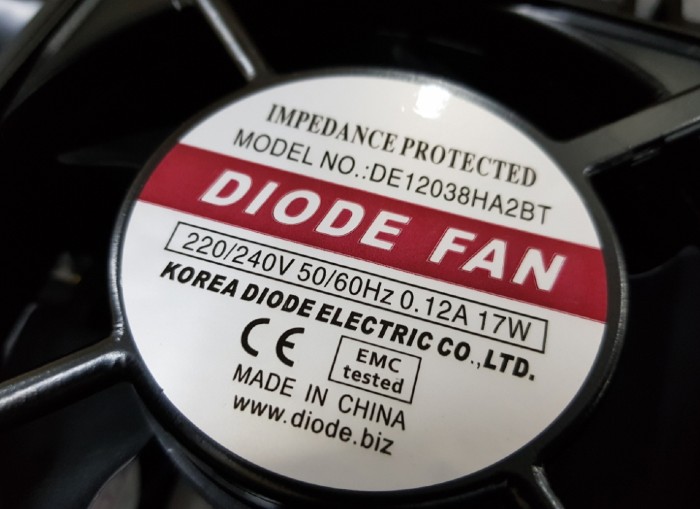 IMPEDANCE PROTECTED
MODEL NO.:DE12038HA2BT
DIODE FAN
220/240V 50/60Hz 0.12A 17W
KOREA DIODE ELECTRIC CO.,LTD.
CE
EMC
tested
MADE IN CHINA
www.diode.biz